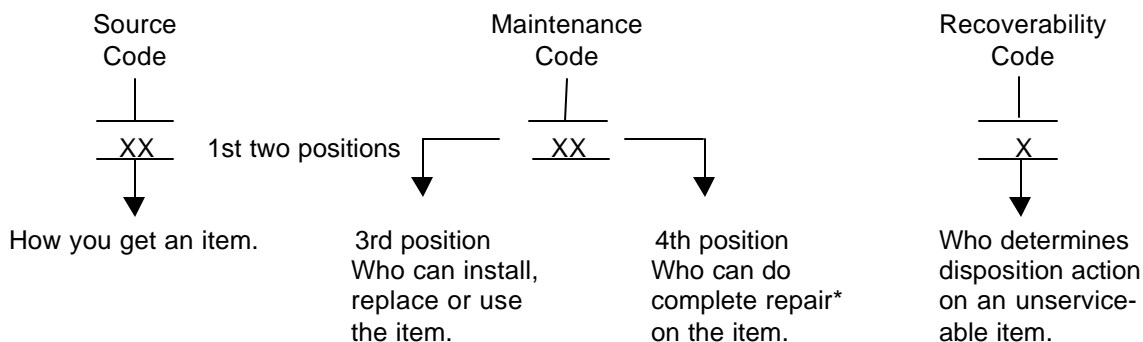 Source
Code
XX
1st two positions
How you get an item.
Maintenance
Code
XX
3rd position
Who can install,
replace or use
the item.
4th position
Who can do
complete repair*
on the item.
Recoverability
Code
X
Who determines
disposition action
on an unservice-
able item.